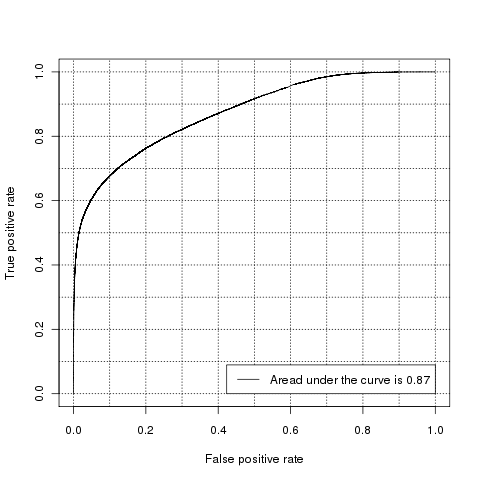 True positive rate
1.0
0.8
0.6
0.4
0.2
0.0
Aread under the curve is 0.87
0.0 0.2 0.4 0.6 0.8 1.0
False positive rate